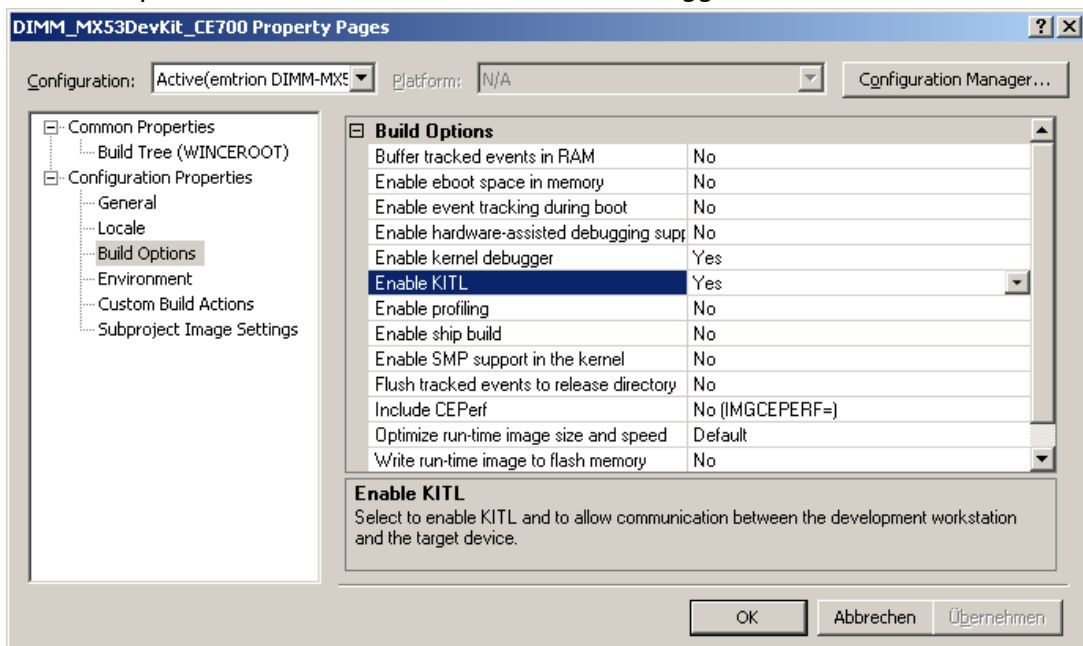 DIMM_MX53DevKit_CE700 Property Pages
Configuration: Active(emtrion DIMM-MX5 Platform: N/A Configuration Manager...
Common Properties
Build Tree (WINCEROOT)
Configuration Properties
General
Locale
Build Options
Environment
Custom Build Actions
Subproject Image Settings
Build Options
Buffer tracked events in RAM No
Enable eboot space in memory No
Enable event tracking during boot No
Enable hardware-assisted debugging supp No
Enable kernel debugger Yes
Enable KITL Yes
Enable profiling No
Enable ship build No
Enable SMP support in the kernel No
Flush tracked events to release directory No
Include CEPerf No (IMGCEPERF=)
Optimize run-time image size and speed Default
Write run-time image to flash memory No
Enable KITL
Select to enable KITL and to allow communication between the development workstation
and the target device.
OK Abbrechen Übernehmen